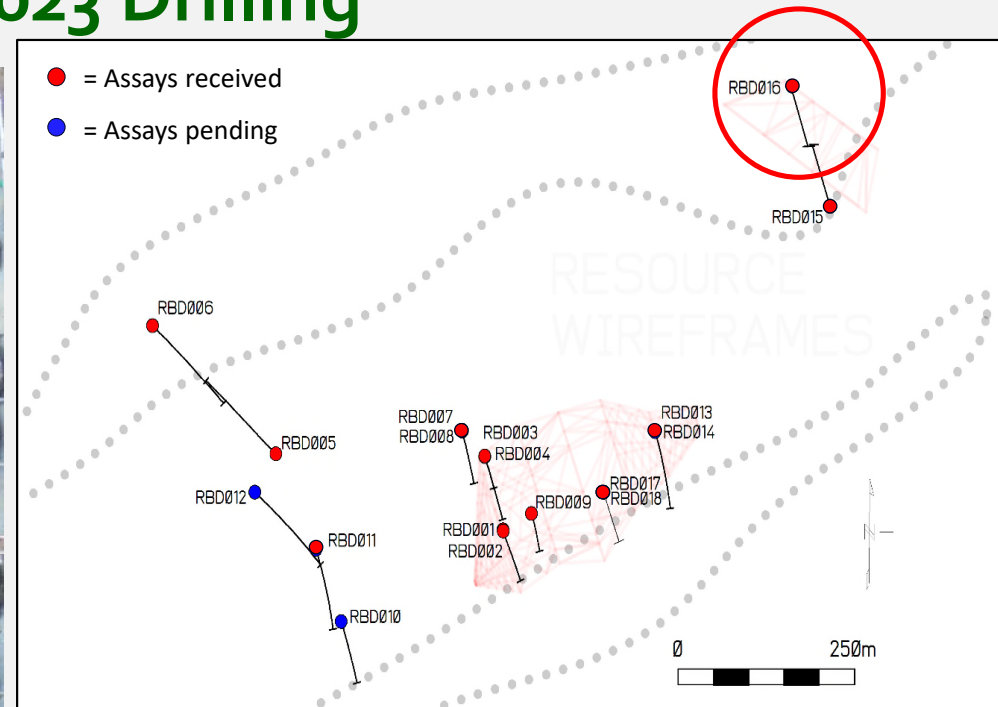 023 Drilling
= Assays received
= Assays pending
RBD016
RBD015
RESOURCE
WIREFRAMES
RBD006
RBD005
RBD012
RBD011
RBD010
RBD007
RBD008
RBD003
RBD004
RBD001
RBD002
RBD009
RBD017
RBD018
RBD013
RBD014
N
0 250m